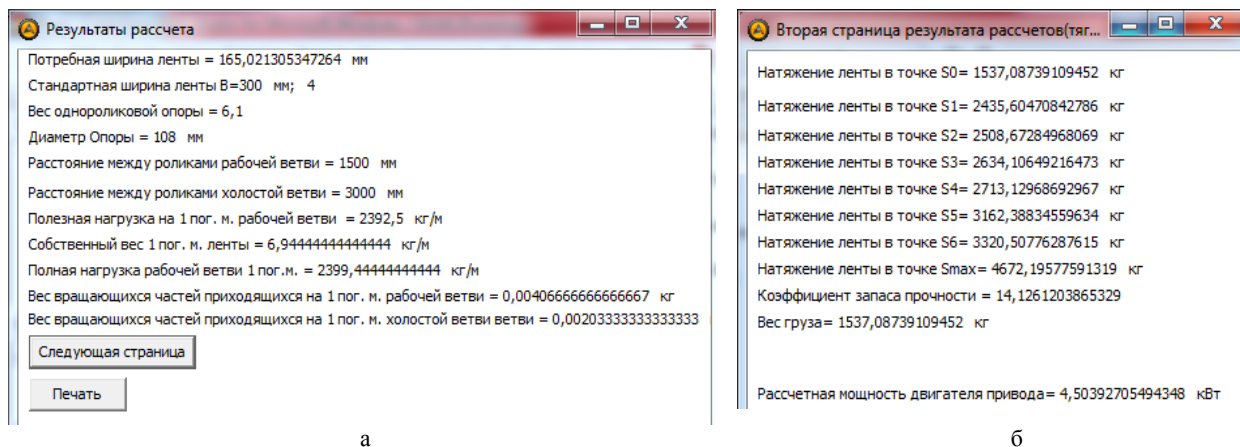 Результаты рассчета
Потребная ширина ленты = 165,021305347264 мм
Стандартная ширина ленты B=300 мм; 4
Вес однороликовой опоры = 6,1
Диаметр Опоры = 108 мм
Расстояние между роликами рабочей ветви = 1500 мм
Расстояние между роликами холостой ветви = 3000 мм
Полезная нагрузка на 1 пог. м. рабочей ветви = 2392,5 кг/м
Собственный вес 1 пог. м. ленты = 6,94444444444444 кг/м
Полная нагрузка рабочей ветви 1 пог.м. = 2399,44444444444 кг/м
Вес вращающихся частей приходящихся на 1 пог. м. рабочей ветви = 0,00406666666666667 кг
Вес вращающихся частей приходящихся на 1 пог. м. холостой ветви ветви = 0,00203333333333333
Следующая страница
Печать
а
Вторая страница результата рассчетов(тяг...
Натяжение ленты в точке S0= 1537,08739109452 кг
Натяжение ленты в точке S1= 2435,60470842786 кг
Натяжение ленты в точке S2= 2508,67284968069 кг
Натяжение ленты в точке S3= 2634,10649216473 кг
Натяжение ленты в точке S4= 2713,12968692967 кг
Натяжение ленты в точке S5= 3162,38834559634 кг
Натяжение ленты в точке S6= 3320,50776287615 кг
Натяжение ленты в точке Smax= 4672,19577591319 кг
Коэффициент запаса прочности = 14,1261203865329
Вес груза= 1537,08739109452 кг
Рассчетная мощность двигателя привода= 4,50392705494348 кВт
б